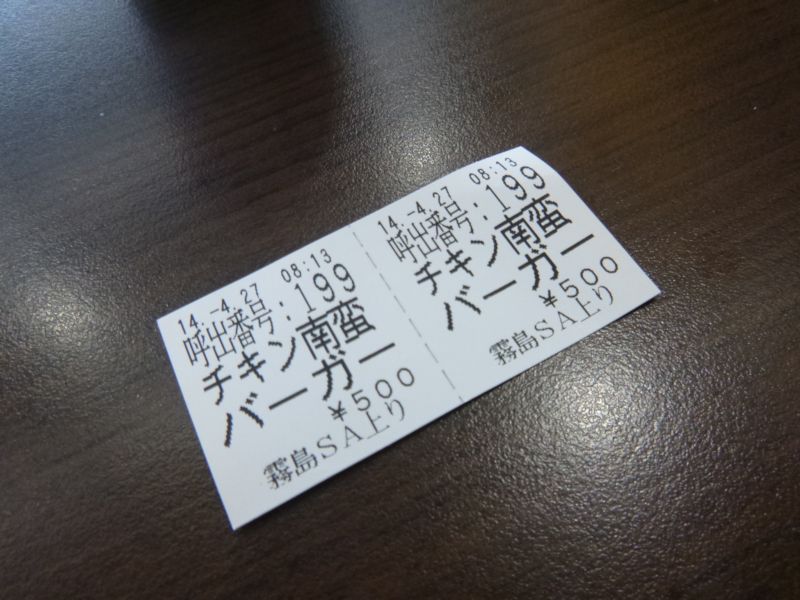 14.-4.27 08:13
呼出番号:199
チキン南蛮
バーガー
¥500
霧島SA上り
14.-4.27 08:13
呼出番号:199
チキン南蛮
バーガー
¥500
霧島SA上り